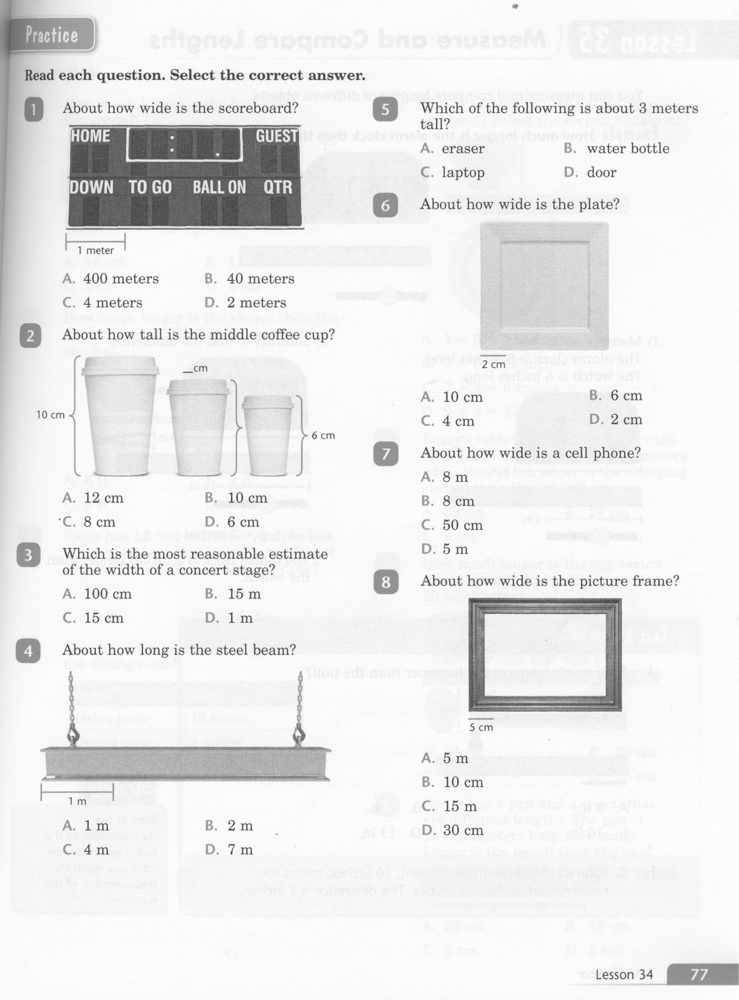 Practice
Read each question. Select the correct answer.
1
About how wide is the scoreboard?
HOME
GUEST
DOWN TO GO BALL ON QTR
1 meter
A. 400 meters
B. 40 meters
C. 4 meters
D. 2 meters
2
About how tall is the middle coffee cup?
__cm
10 cm
6 cm
A. 12 cm
B. 10 cm
C. 8 cm
D. 6 cm
3
Which is the most reasonable estimate
of the width of a concert stage?
A. 100 cm
B. 15 m
C. 15 cm
D. 1 m
4
About how long is the steel beam?
1 m
A. 1 m
B. 2 m
C. 4 m
D. 7 m
5
Which of the following is about 3 meters
tall?
A. eraser
B. water bottle
C. laptop
D. door
6
About how wide is the plate?
2 cm
A. 10 cm
B. 6 cm
C. 4 cm
D. 2 cm
7
About how wide is a cell phone?
A. 8 m
B. 8 cm
C. 50 cm
D. 5 m
8
About how wide is the picture frame?
5 cm
A. 5 m
B. 10 cm
C. 15 m
D. 30 cm
Lesson 34
77